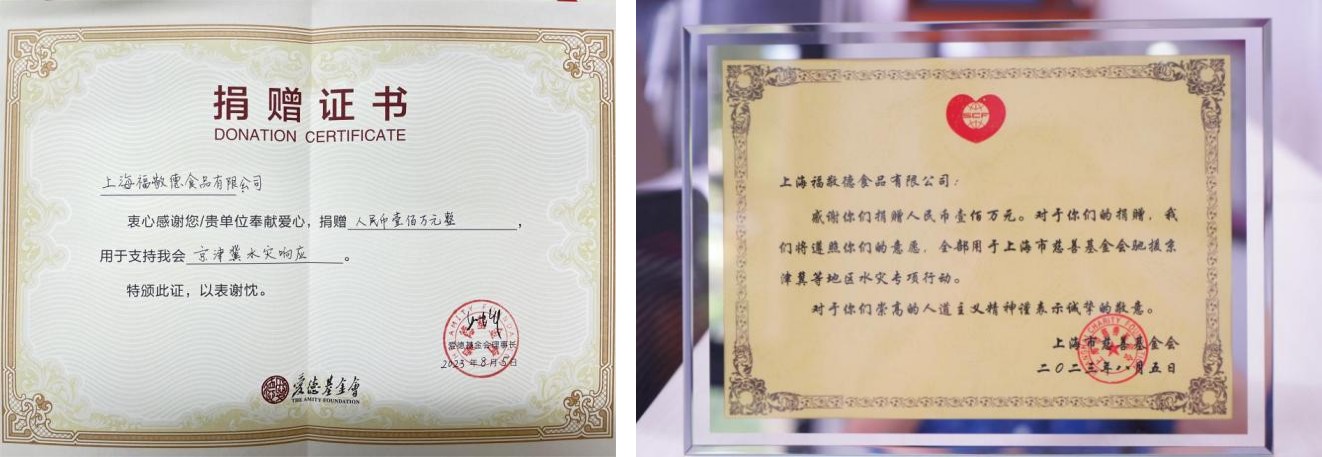 捐赠证书
DONATION CERTIFICATE
上海福敬德食品有限公司
衷心感谢您/贵单位奉献爱心，捐赠 人民币壹佰万元整 ，
用于支持我会 京津冀水灾响应 。
特颁此证，以表谢忱。
爱德基金会理事长
2023年8月5日
爱德基金會
THE AMITY FOUNDATION
SCF
上海福敬德食品有限公司：
感谢你们捐赠人民币壹佰万元。对于你们的捐赠，我
们将遵照你们的意愿，全部用于上海市慈善基金会驰援京
津冀等地区水灾专项行动。
对于你们崇高的人道主义精神谨表示诚挚的敬意。
上海市慈善基金会
二〇二三年八月五日